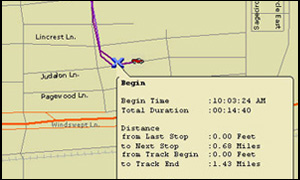 Circle East
Sagecir
Lincrest Ln.
Judalon Ln.
Pagewood Ln.
Windswept Ln.
Begin
Begin Time :10:03:24 AM
Total Duration :00:14:40
Distance
from Last Stop :0.00 Feet
to Next Stop :0.68 Miles
from Track Begin :0.00 Feet
to Track End :1.43 Miles